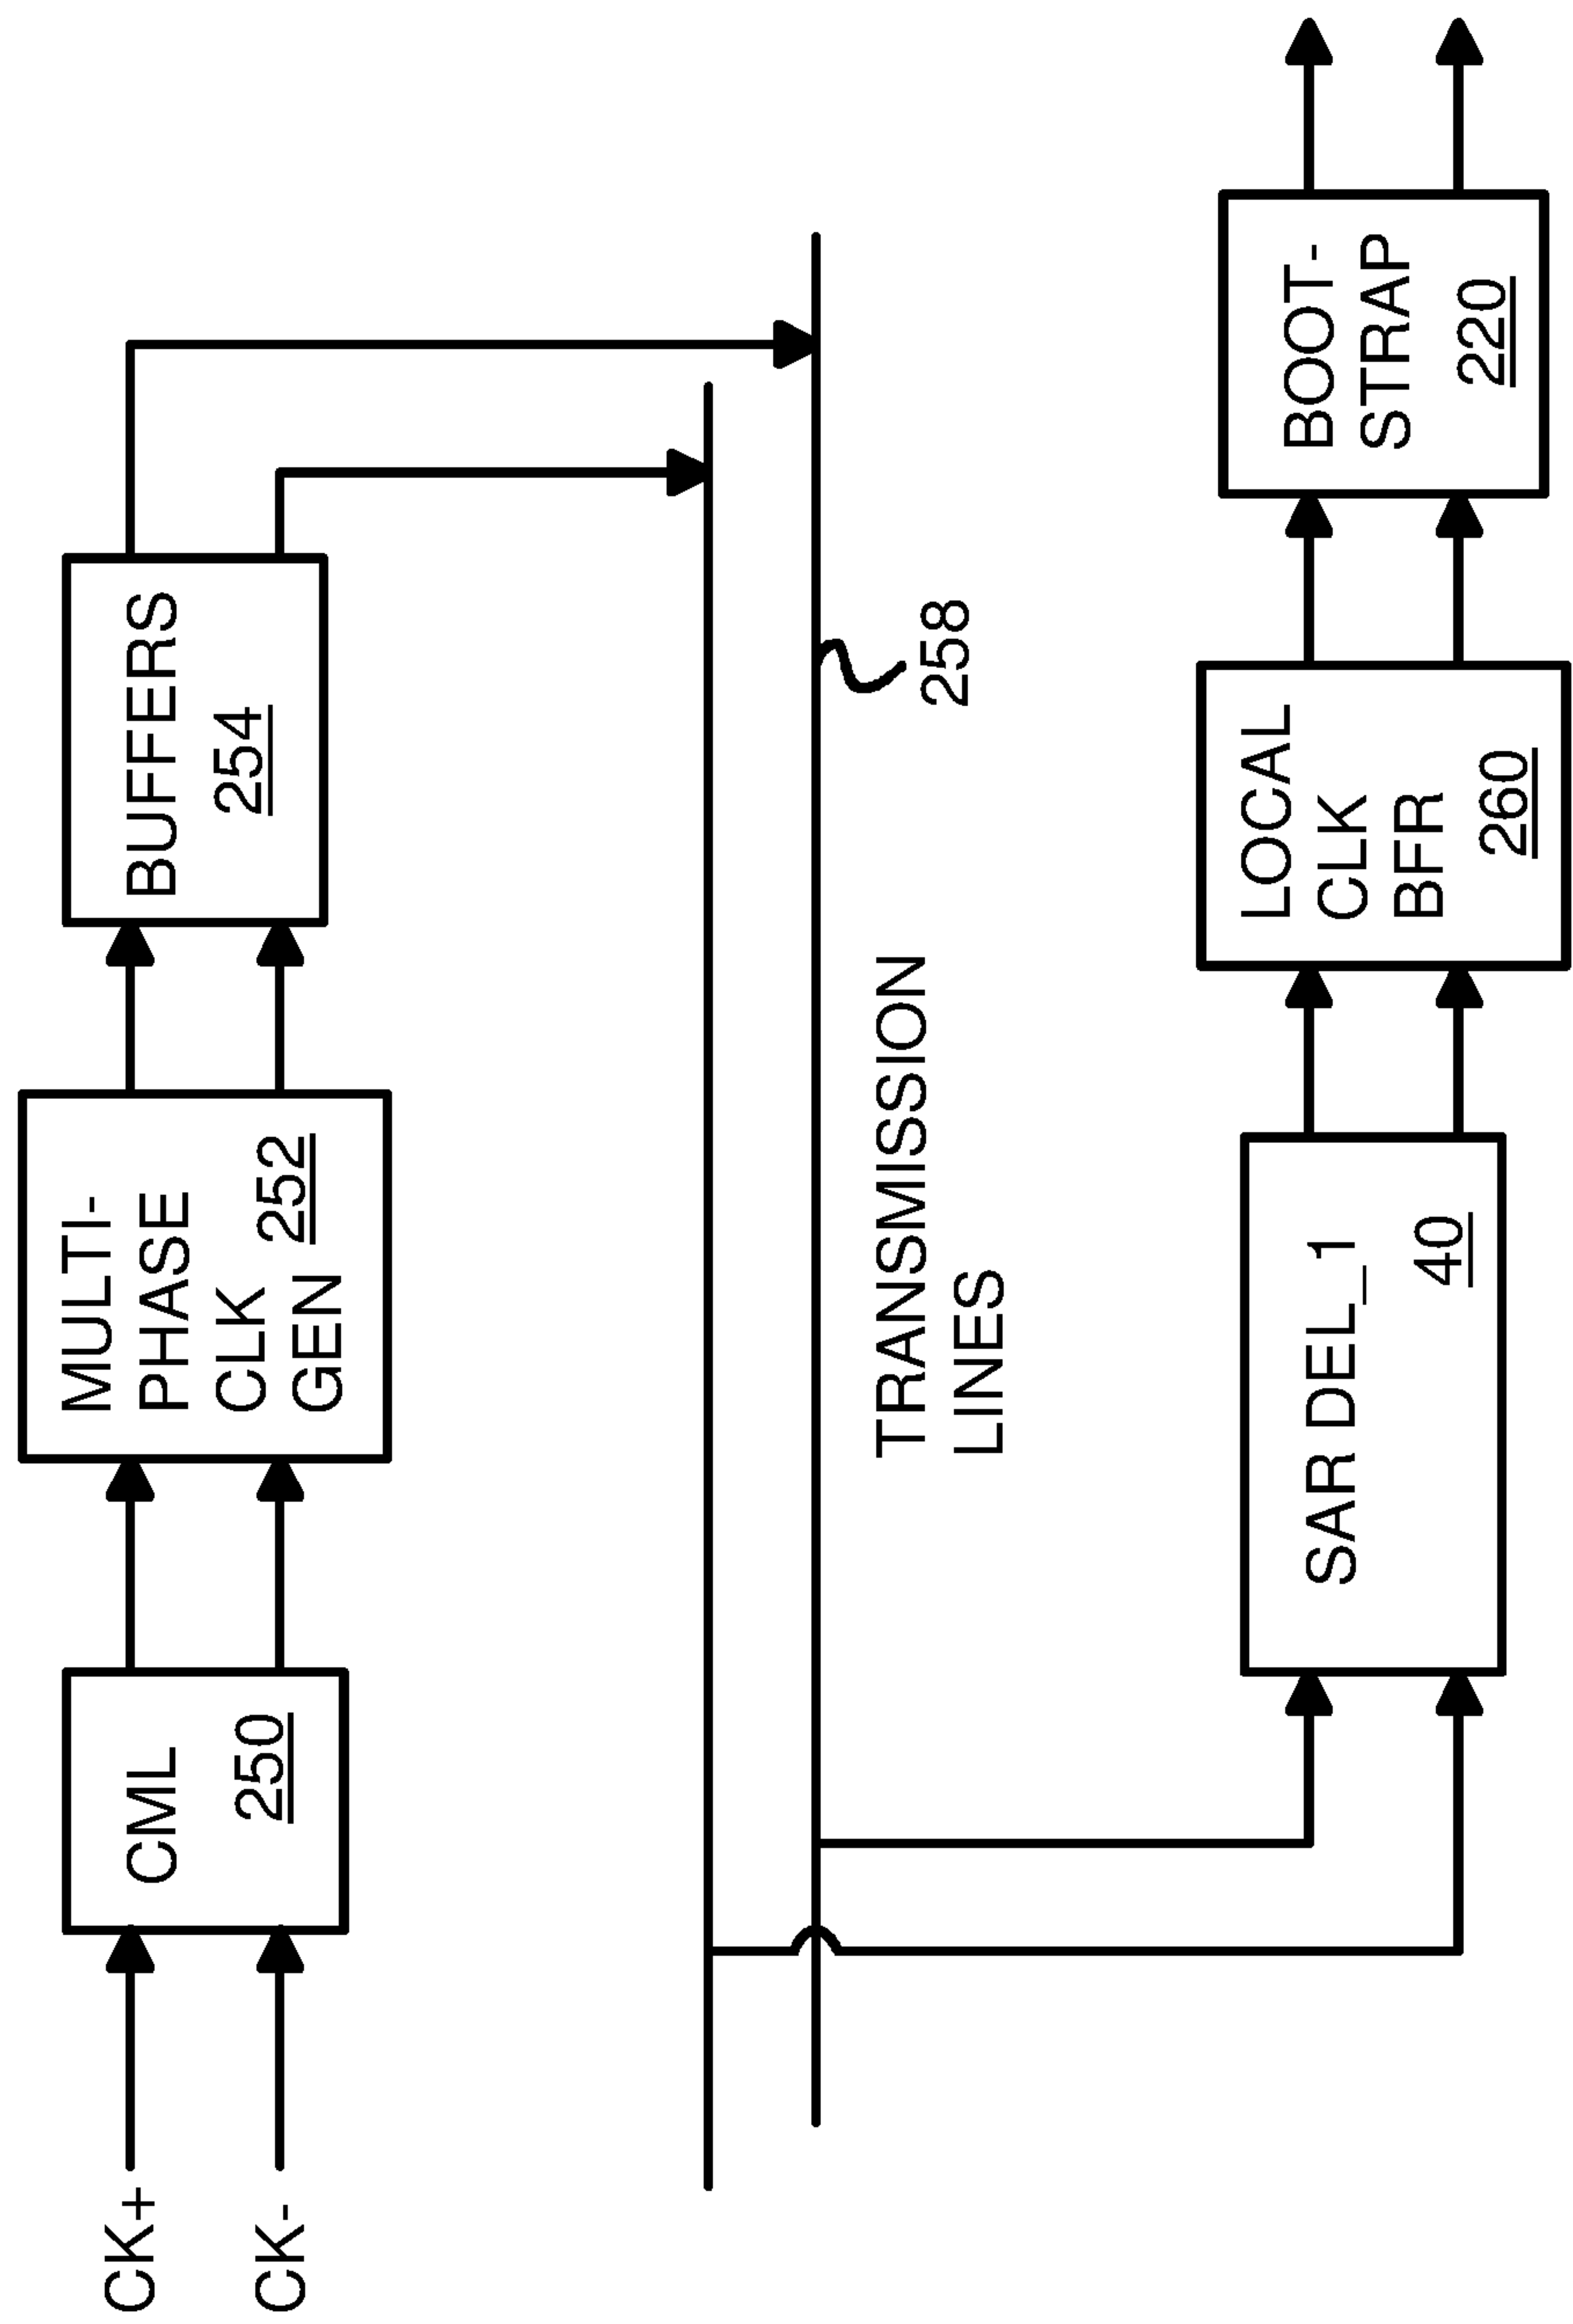 CK+
CK-
CML
250
MULTI-
PHASE
CLK 252
GEN
BUFFERS
254
TRANSMISSION
LINES
258
SAR DEL_1
40
LOCAL
CLK
BFR
260
BOOT-
STRAP
220